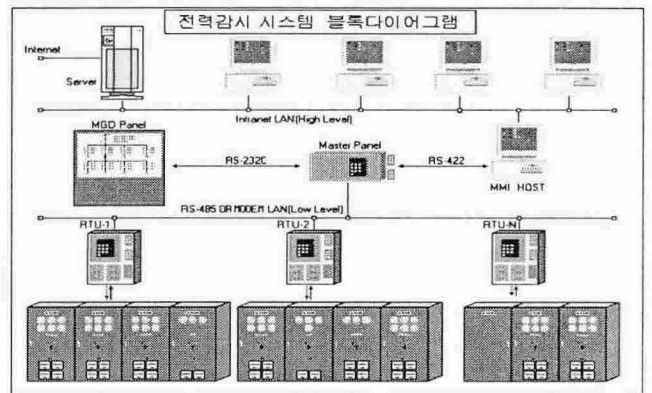 전력감시 시스템 블록다이어그램
Internet
Server
Intranet LAN(High Level)
MGD Panel
Master Panel
RS-232C
RS-422
MMI HOST
RS-485 OR MODEM LAN(Low Level)
RTU-1
RTU-2
RTU-N